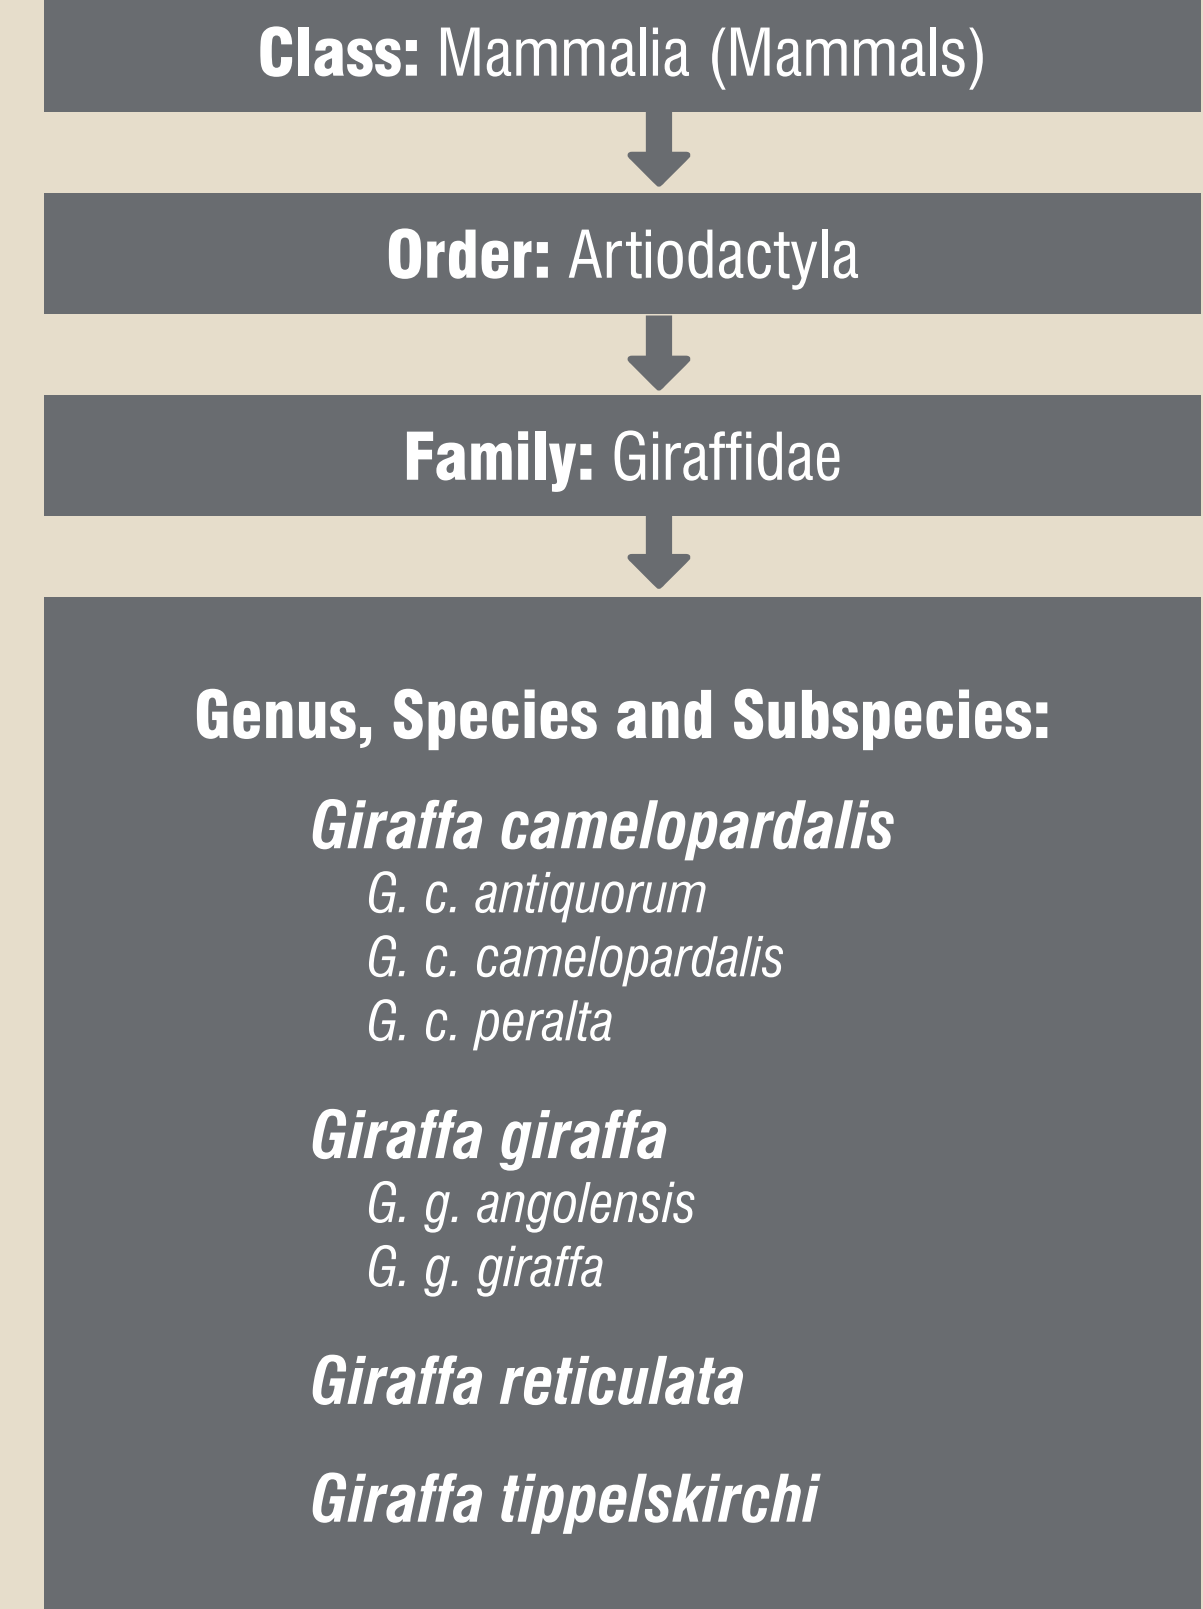 Class: Mammalia (Mammals)
Order: Artiodactyla
Family: Giraffidae
Genus, Species and Subspecies:
Giraffa camelopardalis
G. c. antiquorum
G. c. camelopardalis
G. c. peralta
Giraffa giraffa
G. g. angolensis
G. g. giraffa
Giraffa reticulata
Giraffa tippelskirchi